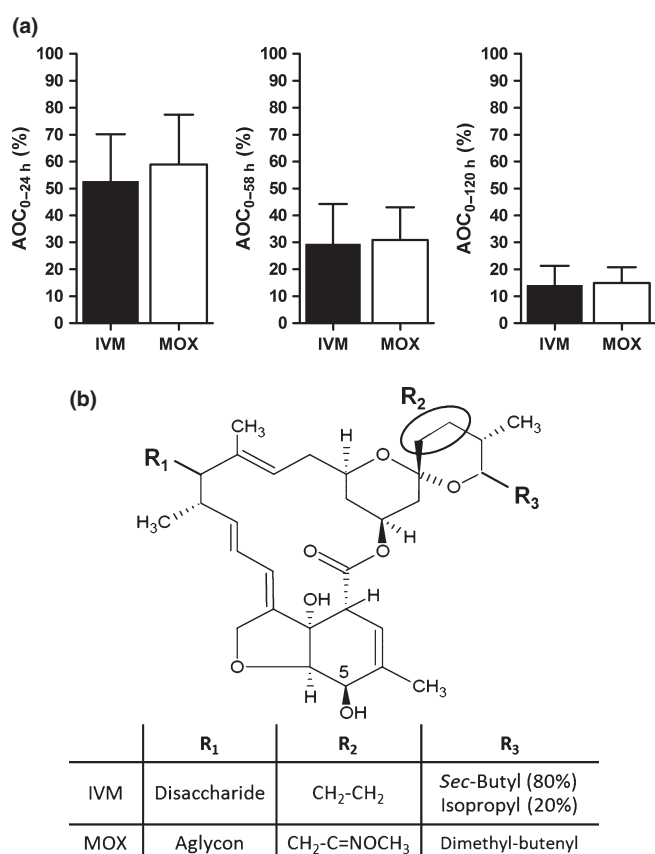 (a)
AOC0–24 h (%)
100
90
80
70
60
50
40
30
20
10
0
IVM MOX
AOC0–58 h (%)
100
90
80
70
60
50
40
30
20
10
0
IVM MOX
AOC0–120 h (%)
100
90
80
70
60
50
40
30
20
10
0
IVM MOX
(b)
R2
CH3
H
CH3
R1
O
O
R3
H3C
H
O
O
OH
H
O
5
H
CH3
OH
R1 R2 R3
IVM Disaccharide CH2-CH2 Sec-Butyl (80%)
Isopropyl (20%)
MOX Aglycon CH2-C=NOCH3 Dimethyl-butenyl